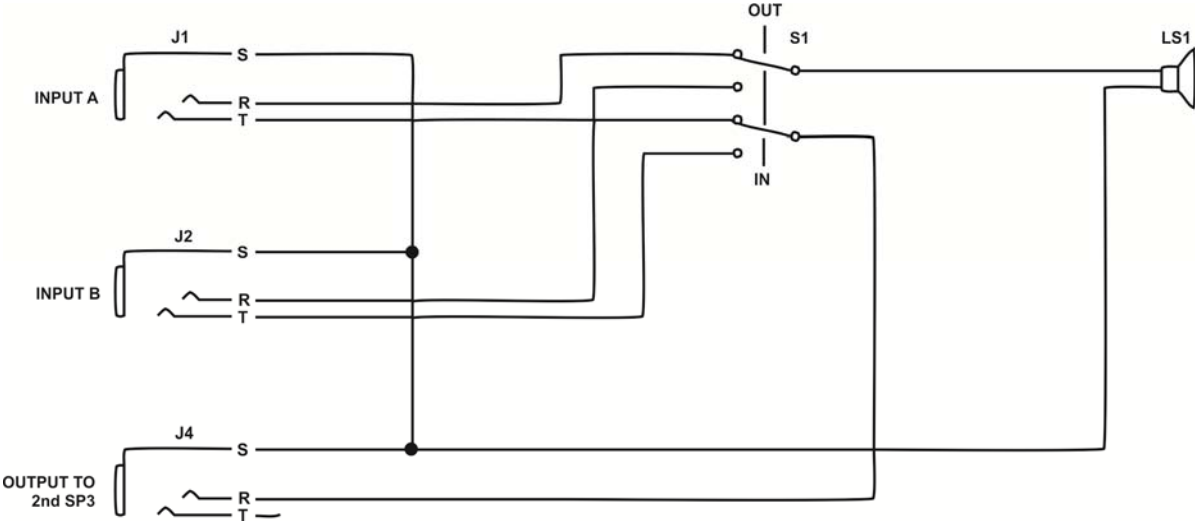 OUT
J1
S1
LS1
S
INPUT A
R
T
IN
J2
S
INPUT B
R
T
J4
S
OUTPUT TO
2nd SP3
R
T